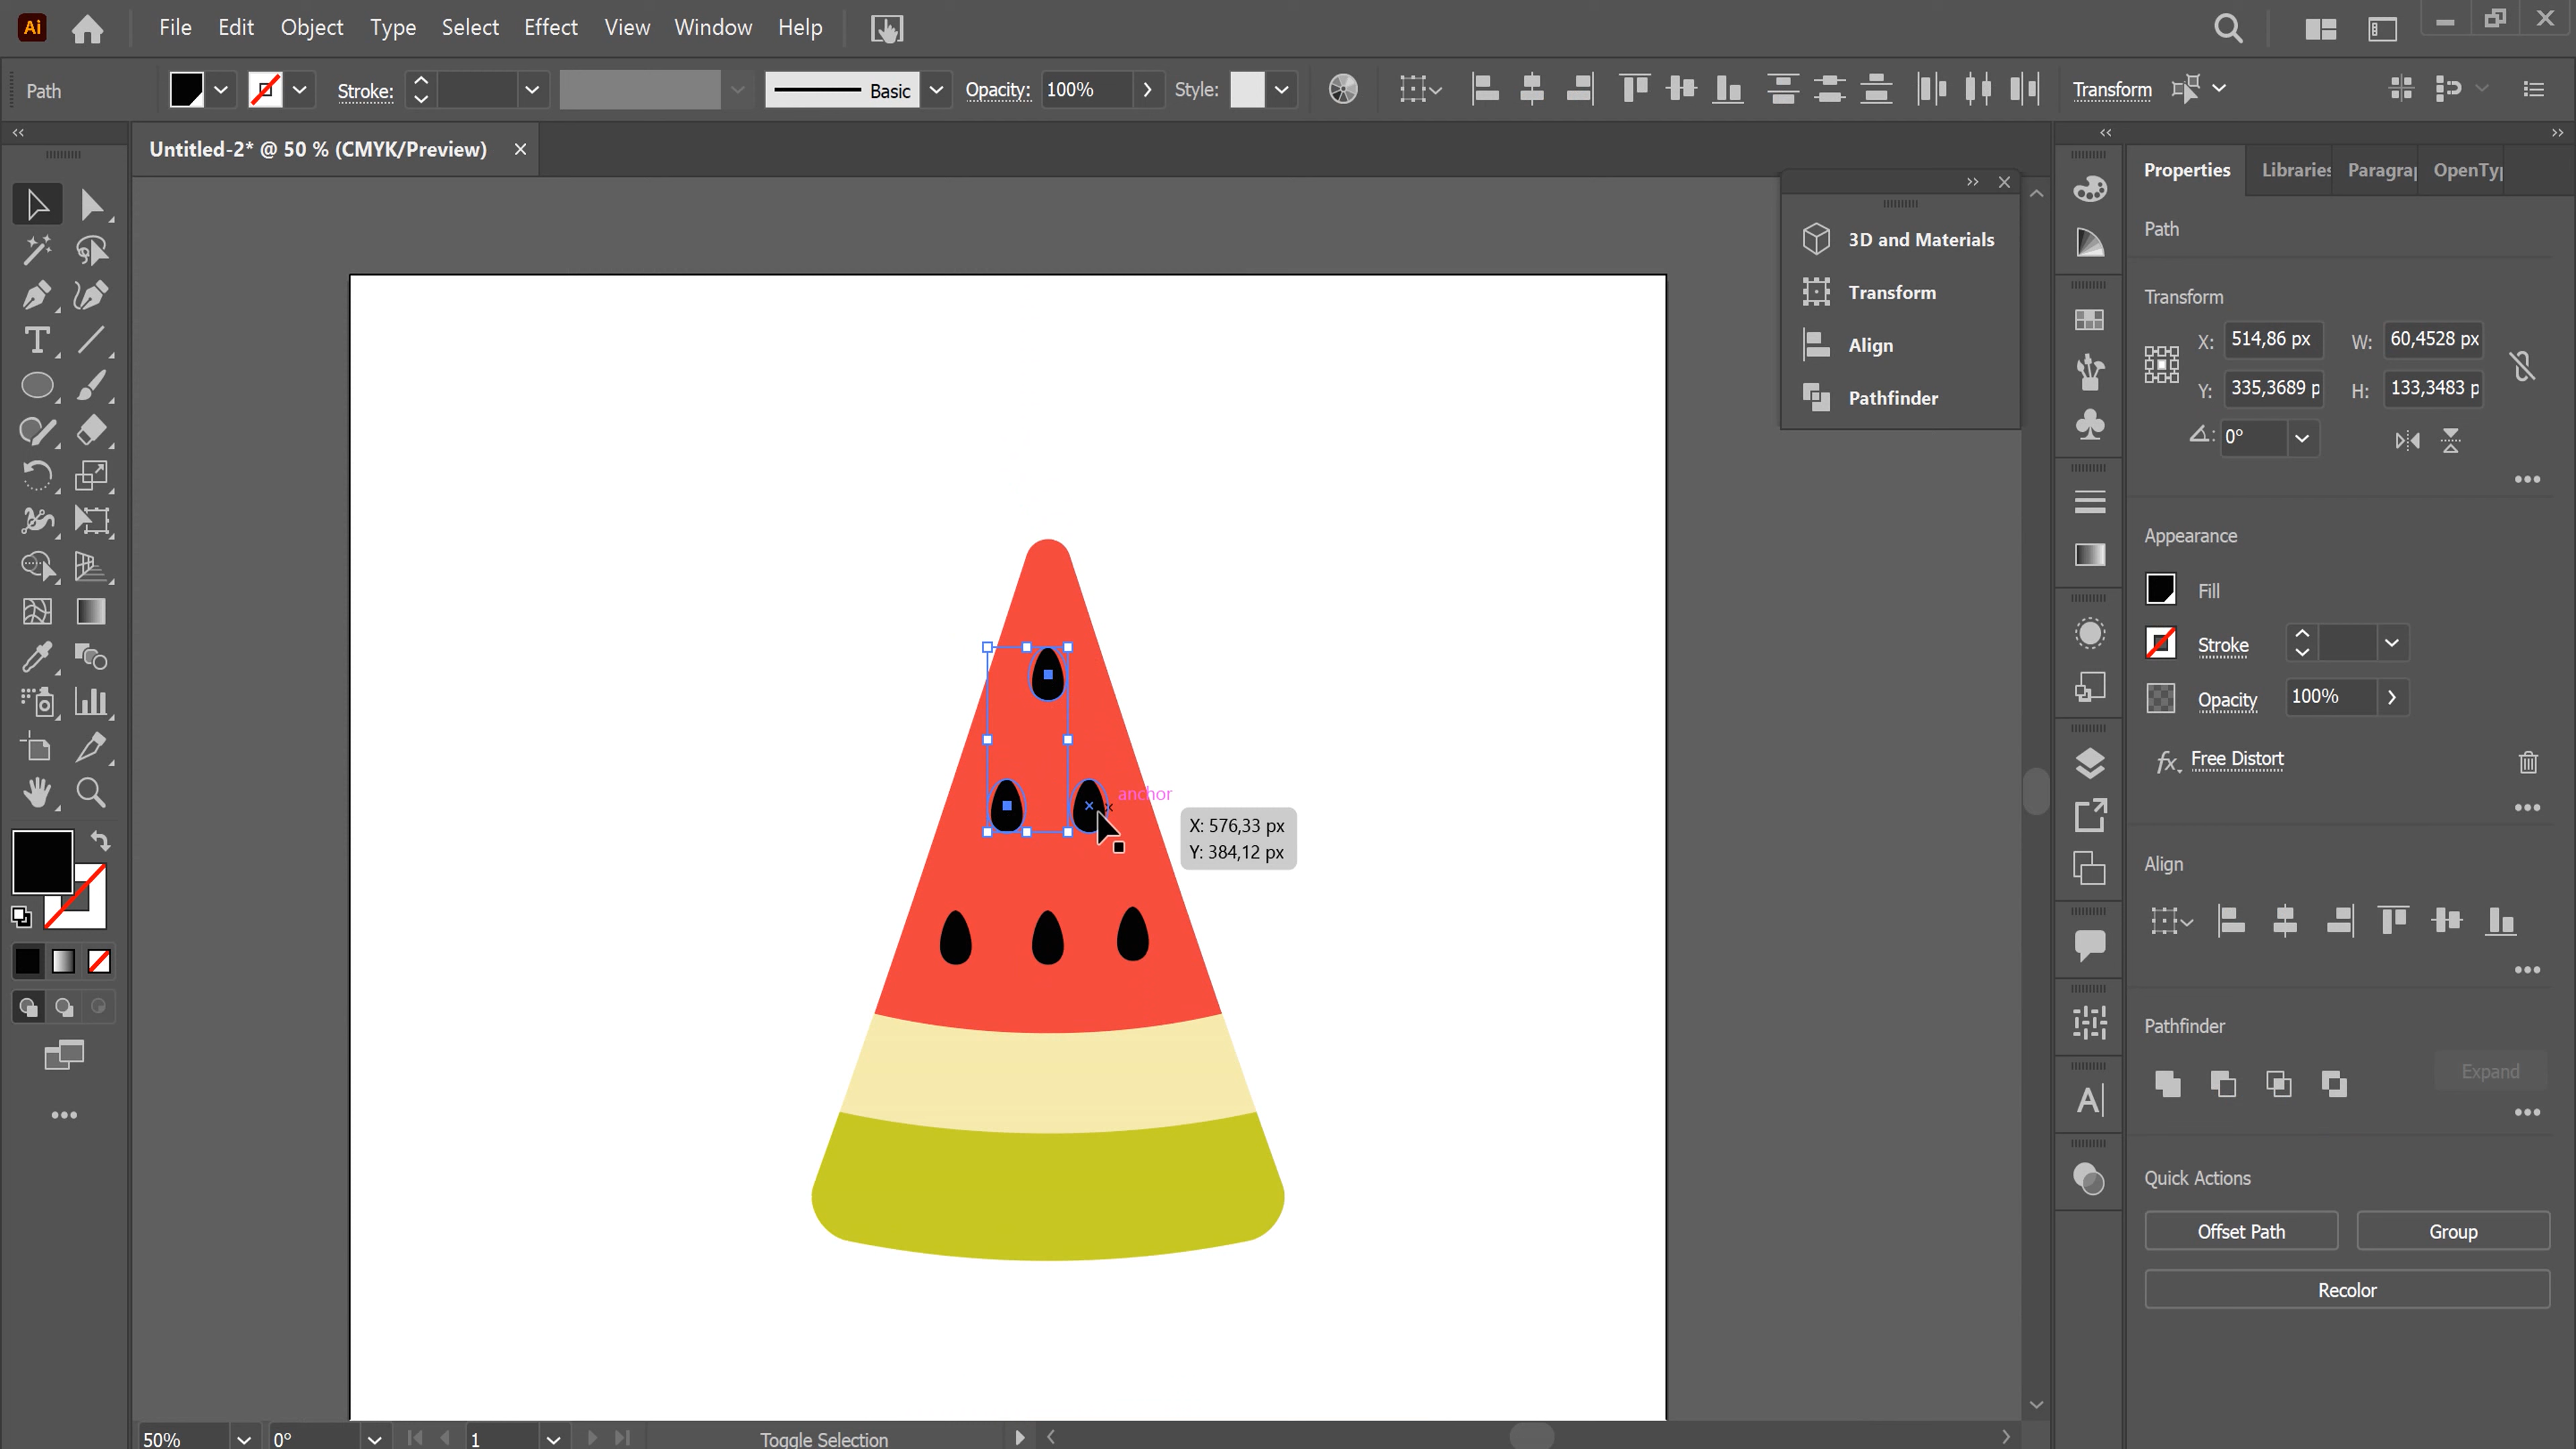 Ai File Edit Object Type Select Effect View Window Help
Path Stroke: Basic Opacity: 100% Style: Transform
Untitled-2* @ 50 % (CMYK/Preview)
3D and Materials
Transform
Align
Pathfinder
anchor
X: 576,33 px
Y: 384,12 px
50% 0° 1 Toggle Selection
Properties Libraries Paragra OpenTy
Path
Transform
X: 514,86 px W: 60,4528 px
Y: 335,3689 p H: 133,3483 p
0°
Appearance
Fill
Stroke
Opacity 100%
fx Free Distort
Align
Pathfinder
Expand
Quick Actions
Offset Path Group
Recolor